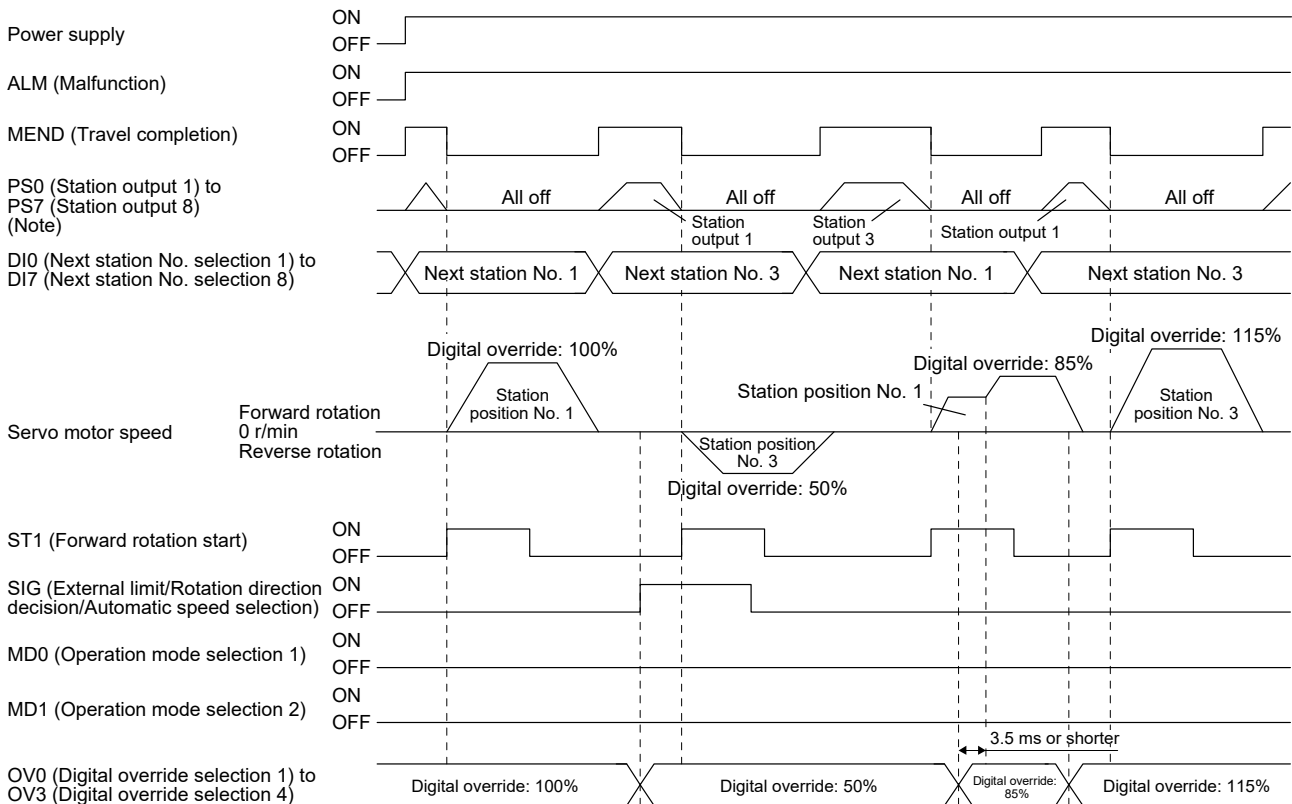 Power supply
ON
OFF
ALM (Malfunction)
ON
OFF
MEND (Travel completion)
ON
OFF
PS0 (Station output 1) to
PS7 (Station output 8)
(Note)
All off
All off
All off
All off
Station
output 1
Station
output 3
Station output 1
DI0 (Next station No. selection 1) to
DI7 (Next station No. selection 8)
Next station No. 1
Next station No. 3
Next station No. 1
Next station No. 3
Servo motor speed
Forward rotation
0 r/min
Reverse rotation
Digital override: 100%
Station
position No. 1
Station position
No. 3
Digital override: 50%
Station position No. 1
Digital override: 85%
Digital override: 115%
Station
position No. 3
ST1 (Forward rotation start)
ON
OFF
SIG (External limit/Rotation direction
decision/Automatic speed selection)
ON
OFF
MD0 (Operation mode selection 1)
ON
OFF
MD1 (Operation mode selection 2)
ON
OFF
3.5 ms or shorter
OV0 (Digital override selection 1) to
OV3 (Digital override selection 4)
Digital override: 100%
Digital override: 50%
Digital override:
85%
Digital override: 115%